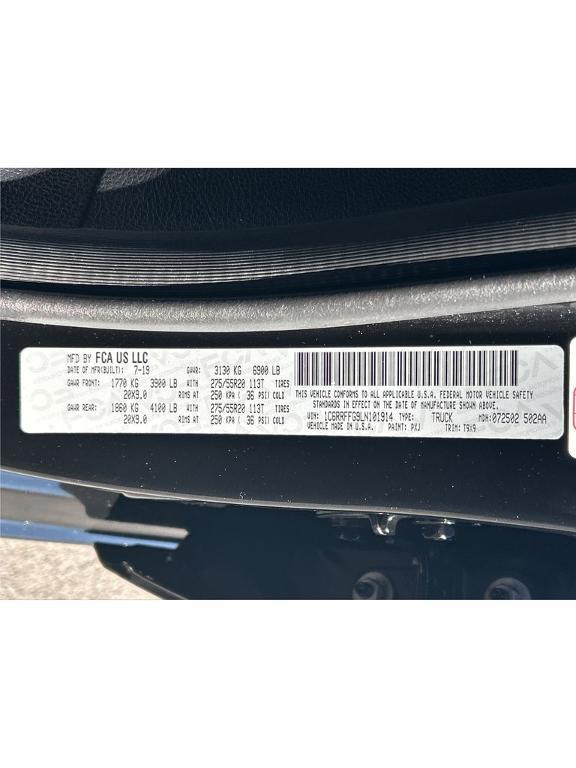 MFD BY FCA US LLC
DATE OF MFR(BUILT): 7-19 GVWR: 3130 KG 6900 LB
GAWR FRONT: 1770 KG 3900 LB WITH 275/55R20 113T TIRES
20X9.0 RIMS AT 250 KPA ( 36 PSI) COLD
GAWR REAR: 1860 KG 4100 LB WITH 275/55R20 113T TIRES
20X9.0 RIMS AT 250 KPA ( 36 PSI) COLD
THIS VEHICLE CONFORMS TO ALL APPLICABLE U.S.A. FEDERAL MOTOR VEHICLE SAFETY
STANDARDS IN EFFECT ON THE DATE OF MANUFACTURE SHOWN ABOVE.
VIN: 1C6RRFFG9LN101914 TYPE: TRUCK MDH:072502 502AA
VEHICLE MADE IN U.S.A. PAINT: PXJ TRIM: T9X9